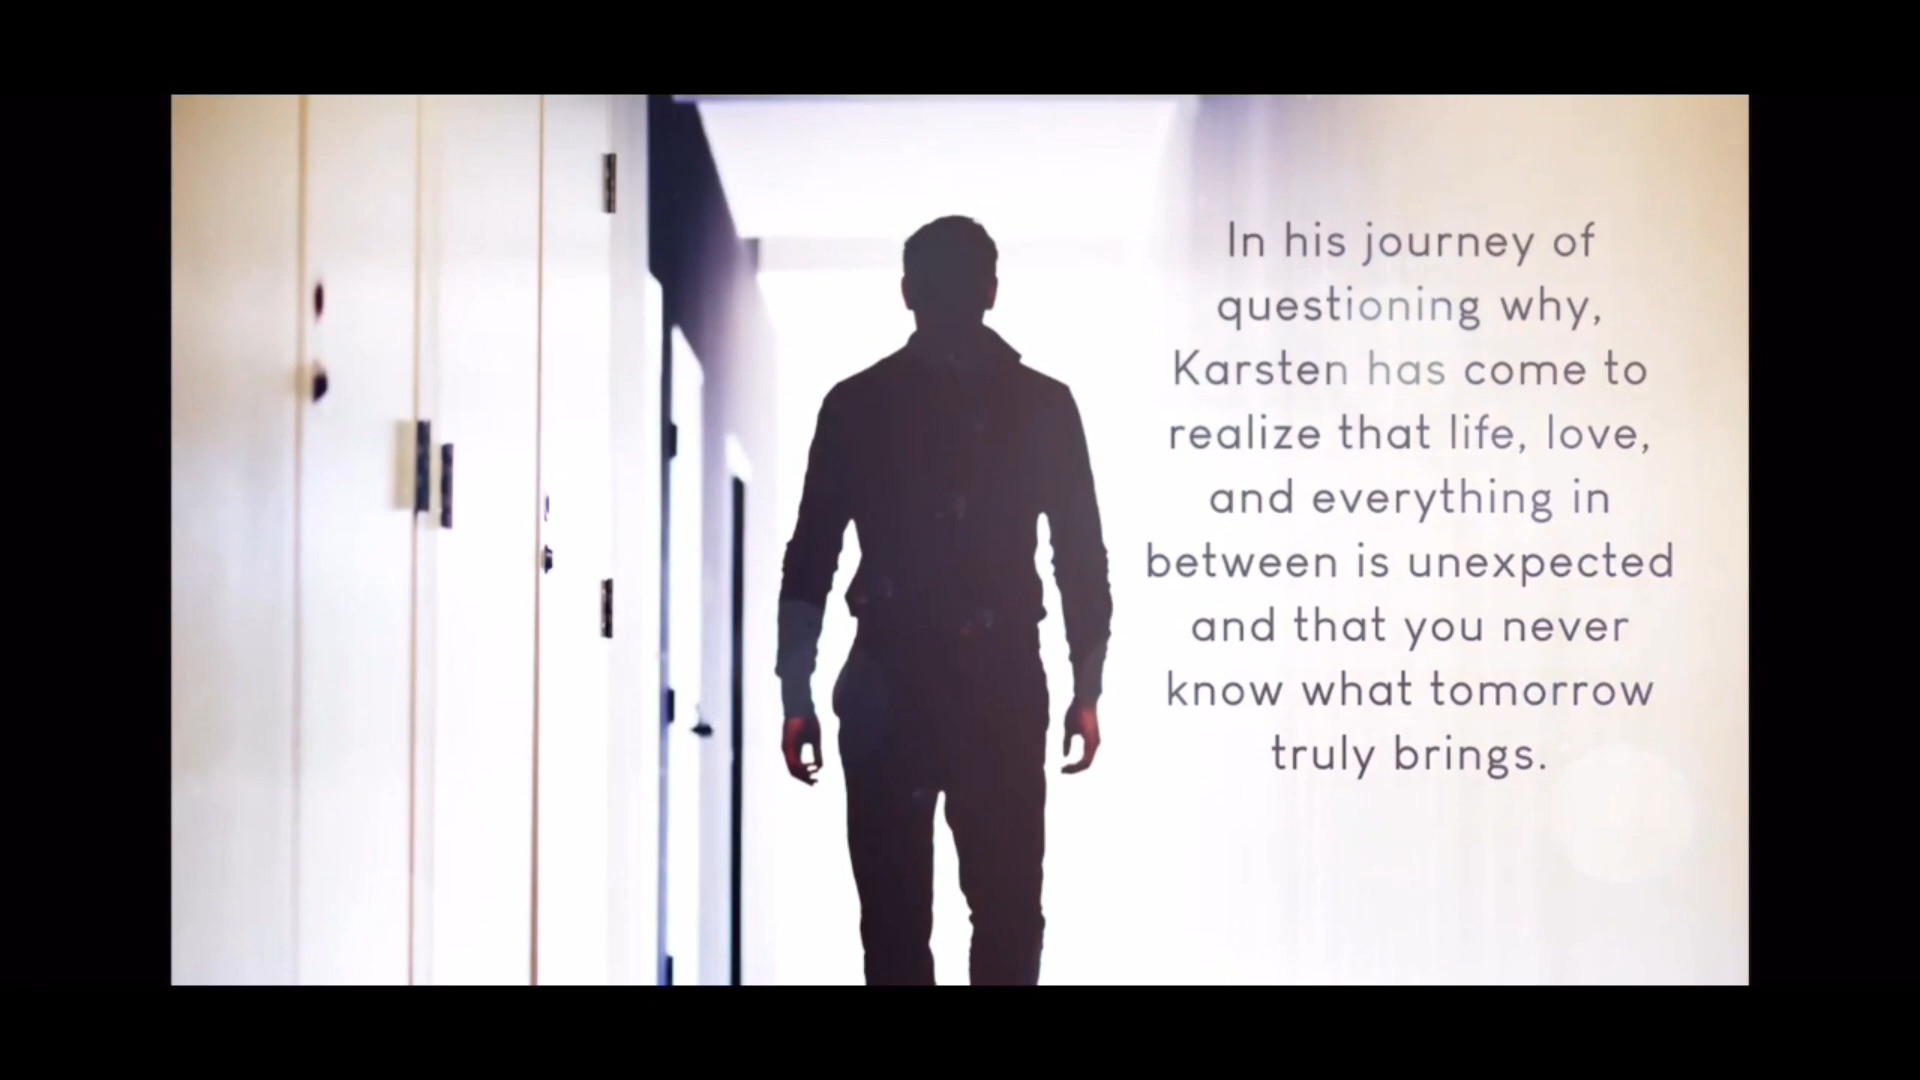 In his journey of
questioning why,
Karsten has come to
realize that life, love,
and everything in
between is unexpected
and that you never
know what tomorrow
truly brings.